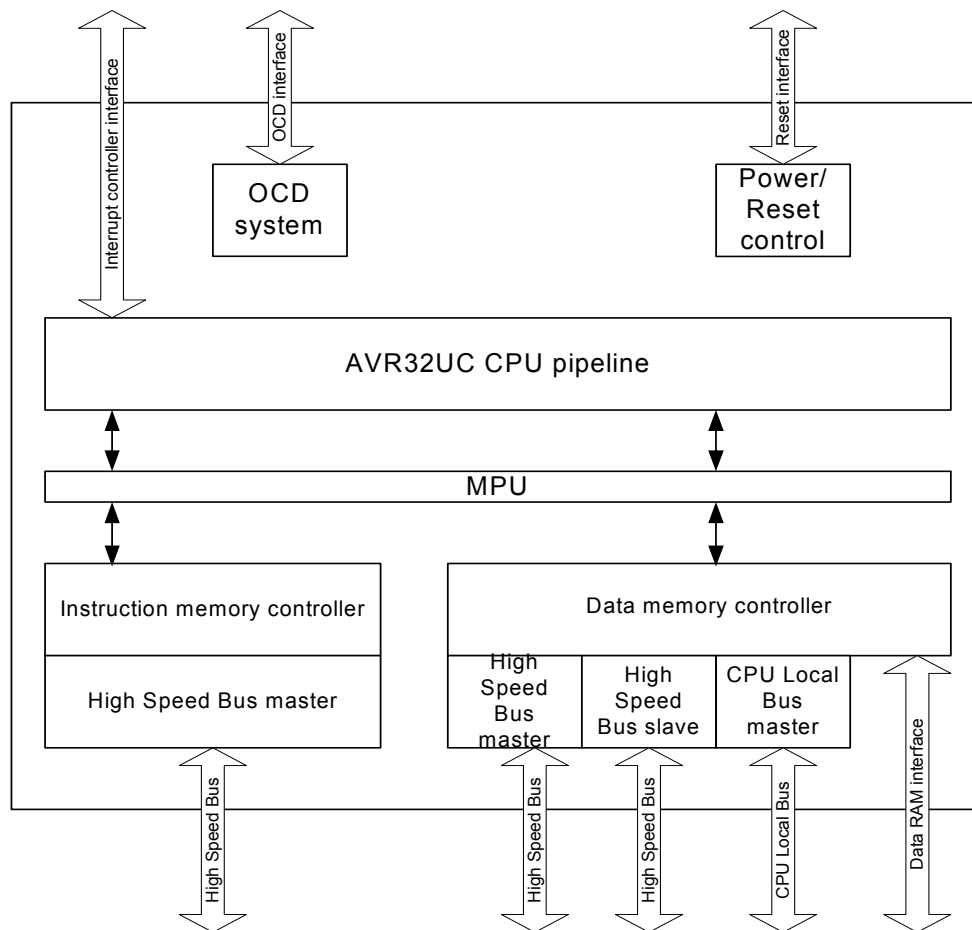 Interrupt controller interface
OCD interface
Reset interface
OCD
system
Power/
Reset
control
AVR32UC CPU pipeline
MPU
Instruction memory controller
Data memory controller
High Speed Bus master
High
Speed
Bus
master
High
Speed
Bus slave
CPU Local
Bus
master
High Speed Bus
High Speed Bus
High Speed Bus
CPU Local Bus
Data RAM interface